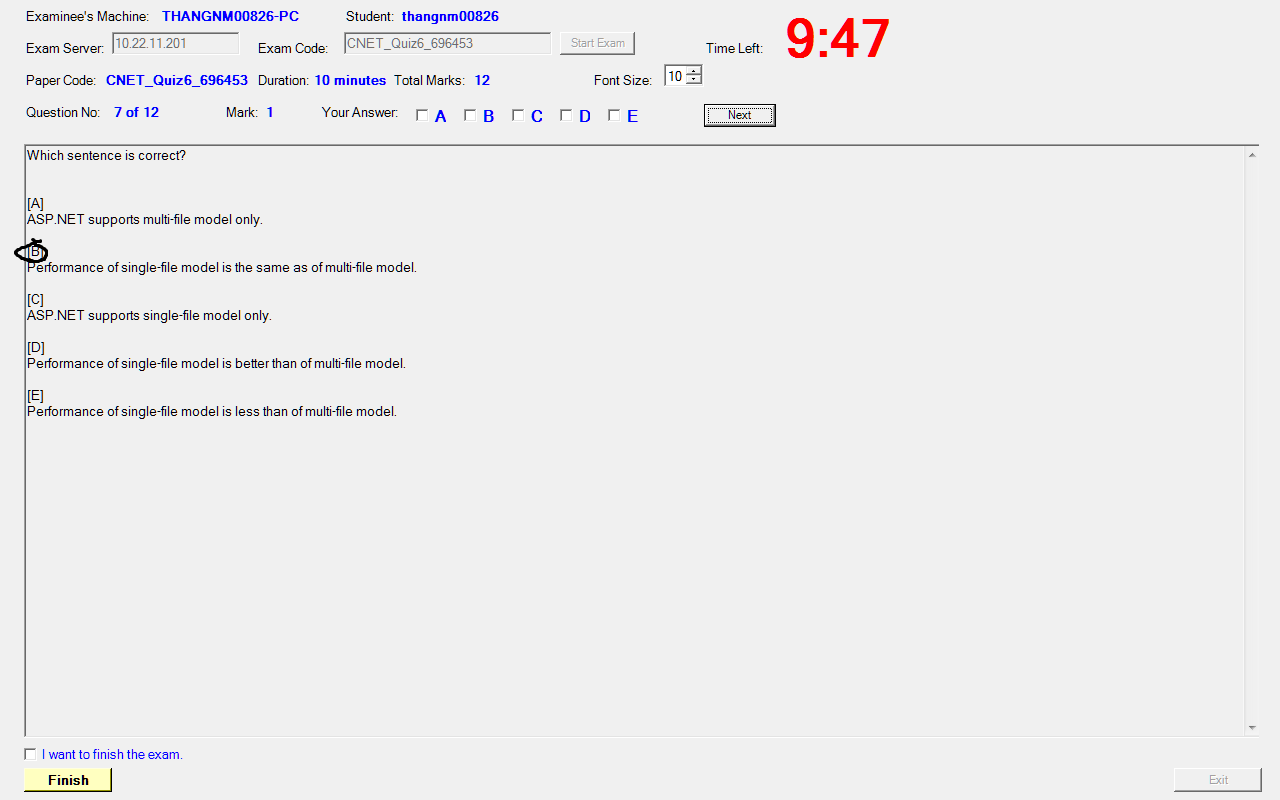 Examinee's Machine: THANGNM00826-PC Student: thangnm00826
Exam Server: 10.22.11.201 Exam Code: CNET_Quiz6_696453 Start Exam Time Left: 9:47
Paper Code: CNET_Quiz6_696453 Duration: 10 minutes Total Marks: 12 Font Size: 10
Question No: 7 of 12 Mark: 1 Your Answer: A B C D E Next
Which sentence is correct?
[A]
ASP.NET supports multi-file model only.
[B]
Performance of single-file model is the same as of multi-file model.
[C]
ASP.NET supports single-file model only.
[D]
Performance of single-file model is better than of multi-file model.
[E]
Performance of single-file model is less than of multi-file model.
I want to finish the exam.
Finish Exit